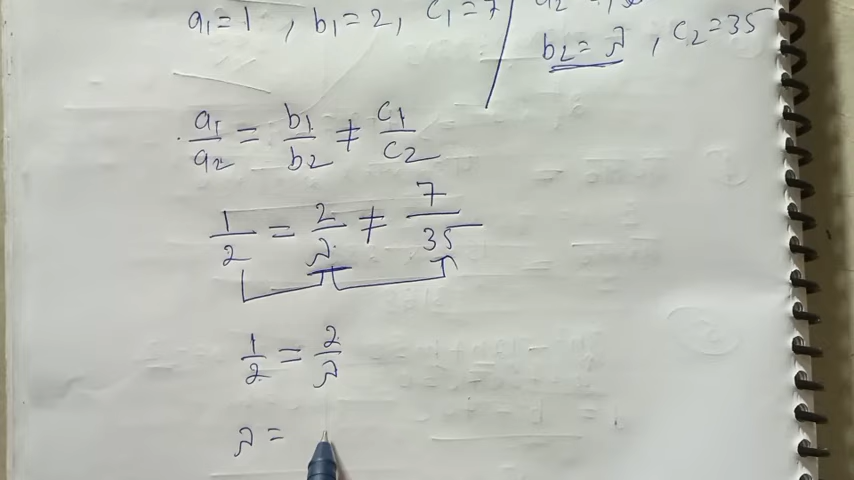 a₁ = 1 , b₁ = 2 , c₁ = 7
b₂ = λ , c₂ = 35
a₁/a₂ = b₁/b₂ ≠ c₁/c₂
1/2 = 2/λ ≠ 7/35
1/2 = 2/λ
λ =